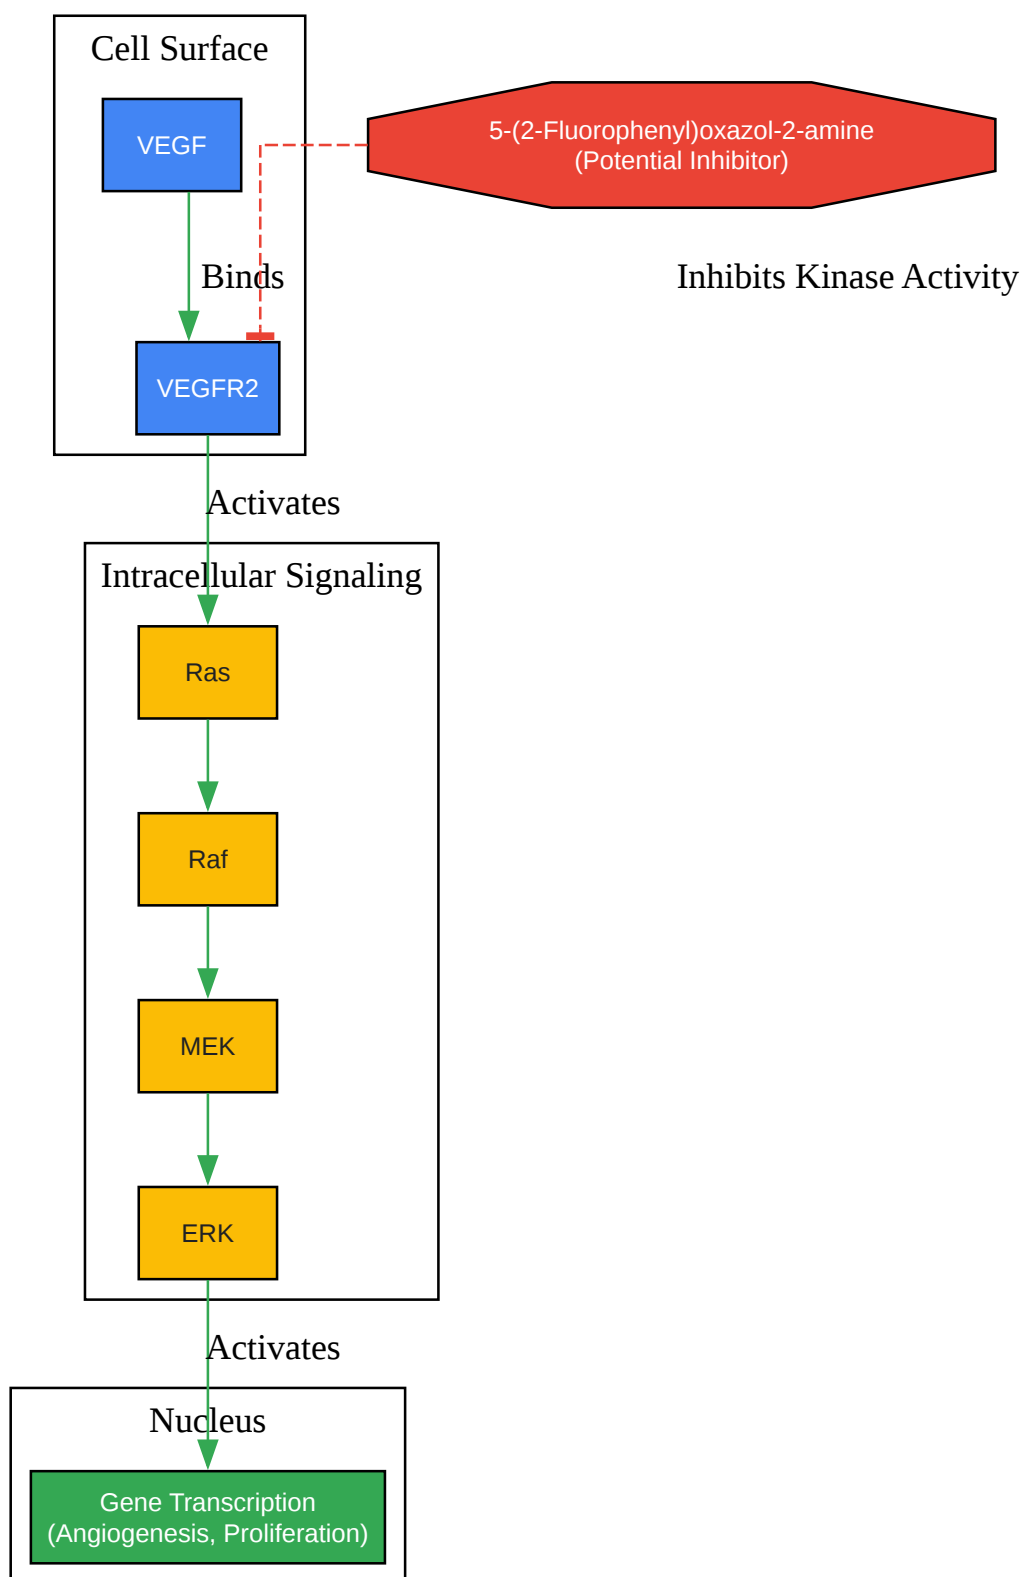 Cell Surface
VEGF
5-(2-Fluorophenyl)oxazol-2-amine
(Potential Inhibitor)
Binds
Inhibits Kinase Activity
VEGFR2
Activates
Intracellular Signaling
Ras
Raf
MEK
ERK
Activates
Nucleus
Gene Transcription
(Angiogenesis, Proliferation)